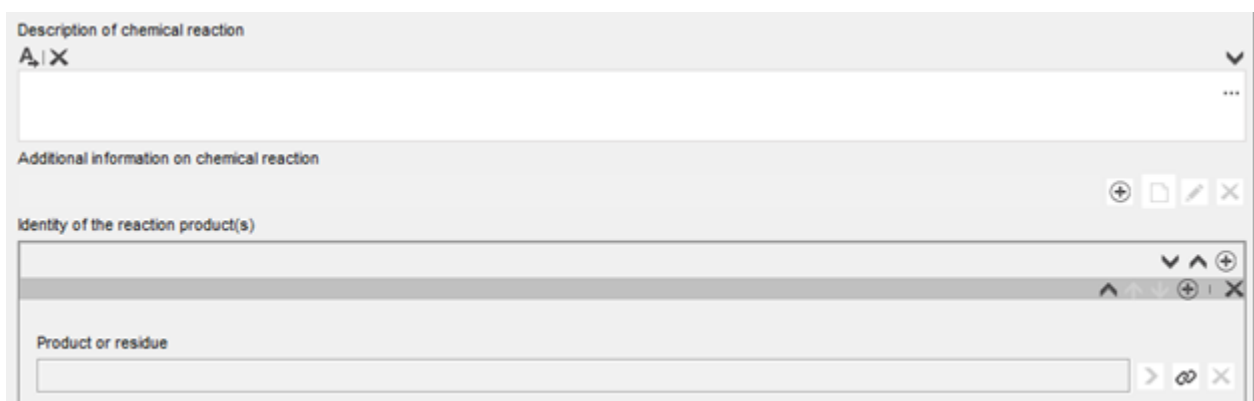 Description of chemical reaction
Additional information on chemical reaction
Identity of the reaction product(s)
Product or residue